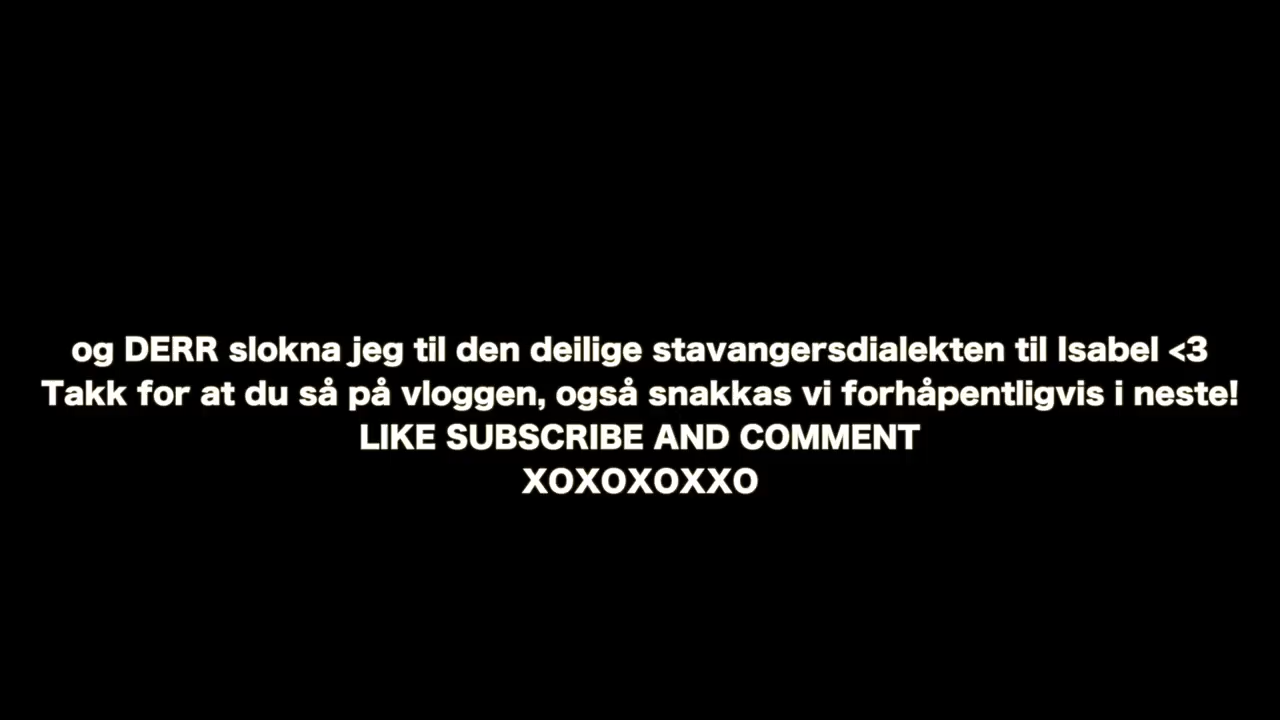 og DERR slokna jeg til den deilige stavangersdialekten til Isabel <3
Takk for at du så på vloggen, også snakkas vi forhåpentligvis i neste!
LIKE SUBSCRIBE AND COMMENT
XOXOXOXXO